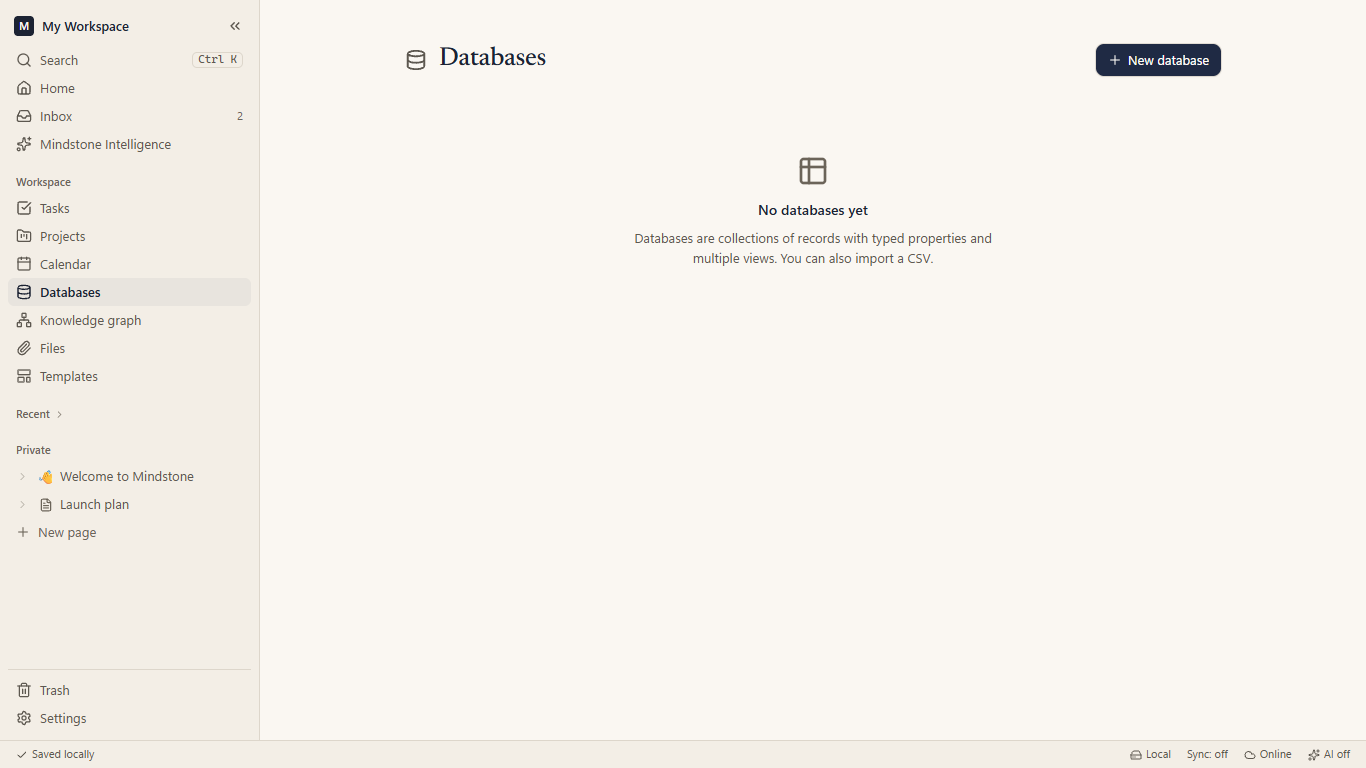 M My Workspace
Search Ctrl K
Home
Inbox 2
Mindstone Intelligence
Workspace
Tasks
Projects
Calendar
Databases
Knowledge graph
Files
Templates
Recent
Private
Welcome to Mindstone
Launch plan
New page
Trash
Settings
Databases
New database
No databases yet
Databases are collections of records with typed properties and
multiple views. You can also import a CSV.
Saved locally
Local Sync: off Online AI off